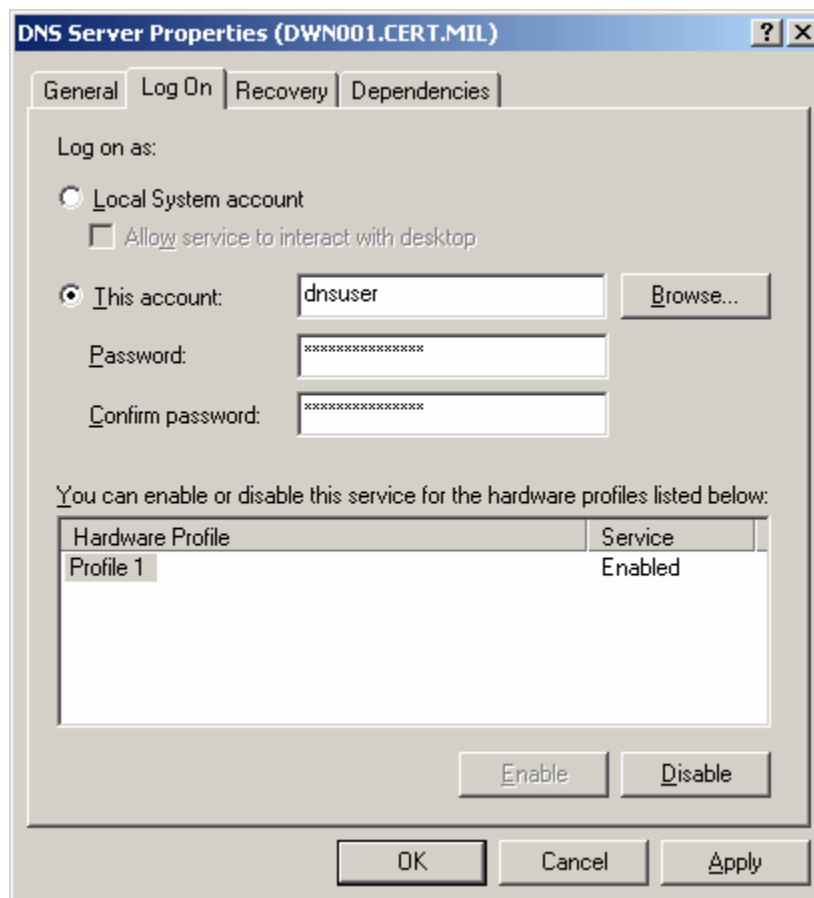 DNS Server Properties (DWN001.CERT.MIL)
General Log On Recovery Dependencies
Log on as:
Local System account
Allow service to interact with desktop
This account: dnsuser Browse...
Password: ***************
Confirm password: ***************
You can enable or disable this service for the hardware profiles listed below:
Hardware Profile Service
Profile 1 Enabled
Enable Disable
OK Cancel Apply